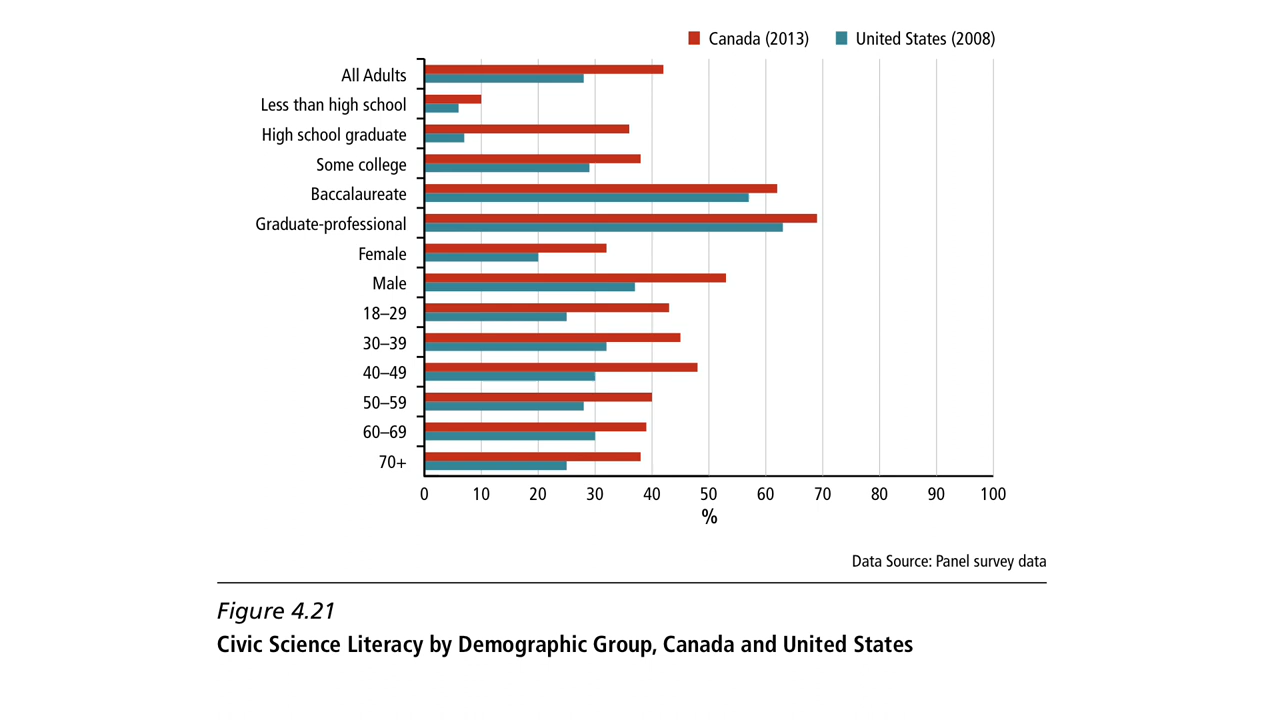 Canada (2013) United States (2008)
All Adults
Less than high school
High school graduate
Some college
Baccalaureate
Graduate-professional
Female
Male
18–29
30–39
40–49
50–59
60–69
70+
0 10 20 30 40 50 60 70 80 90 100
%
Data Source: Panel survey data
Figure 4.21
Civic Science Literacy by Demographic Group, Canada and United States